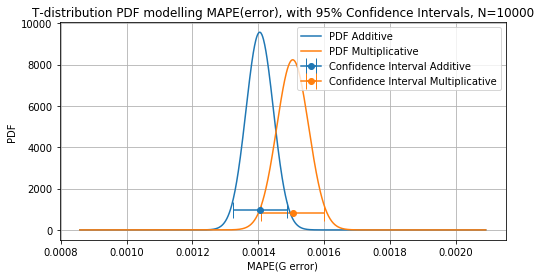 T-distribution PDF modelling MAPE(error), with 95% Confidence Intervals, N=10000
10000
8000
6000
4000
2000
0
PDF
PDF Additive
PDF Multiplicative
Confidence Interval Additive
Confidence Interval Multiplicative
0.0008 0.0010 0.0012 0.0014 0.0016 0.0018 0.0020
MAPE(G error)